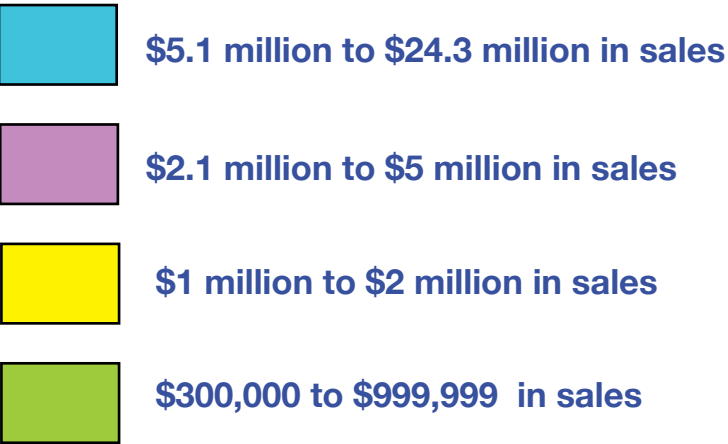 $5.1 million to $24.3 million in sales
$2.1 million to $5 million in sales
$1 million to $2 million in sales
$300,000 to $999,999  in sales